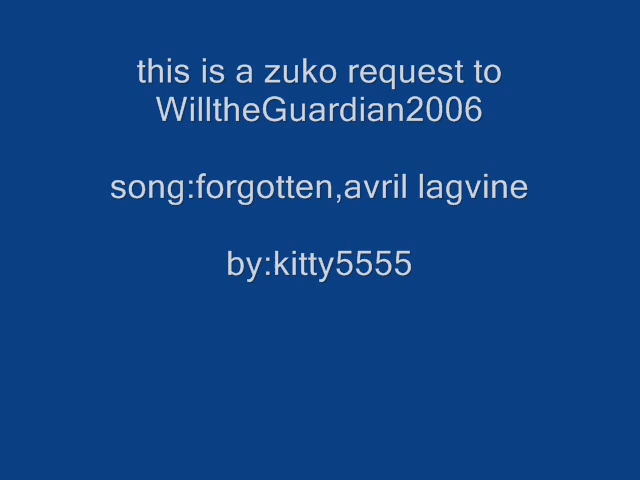 this is a zuko request to
WilltheGuardian2006
song:forgotten,avril lagvine
by:kitty5555